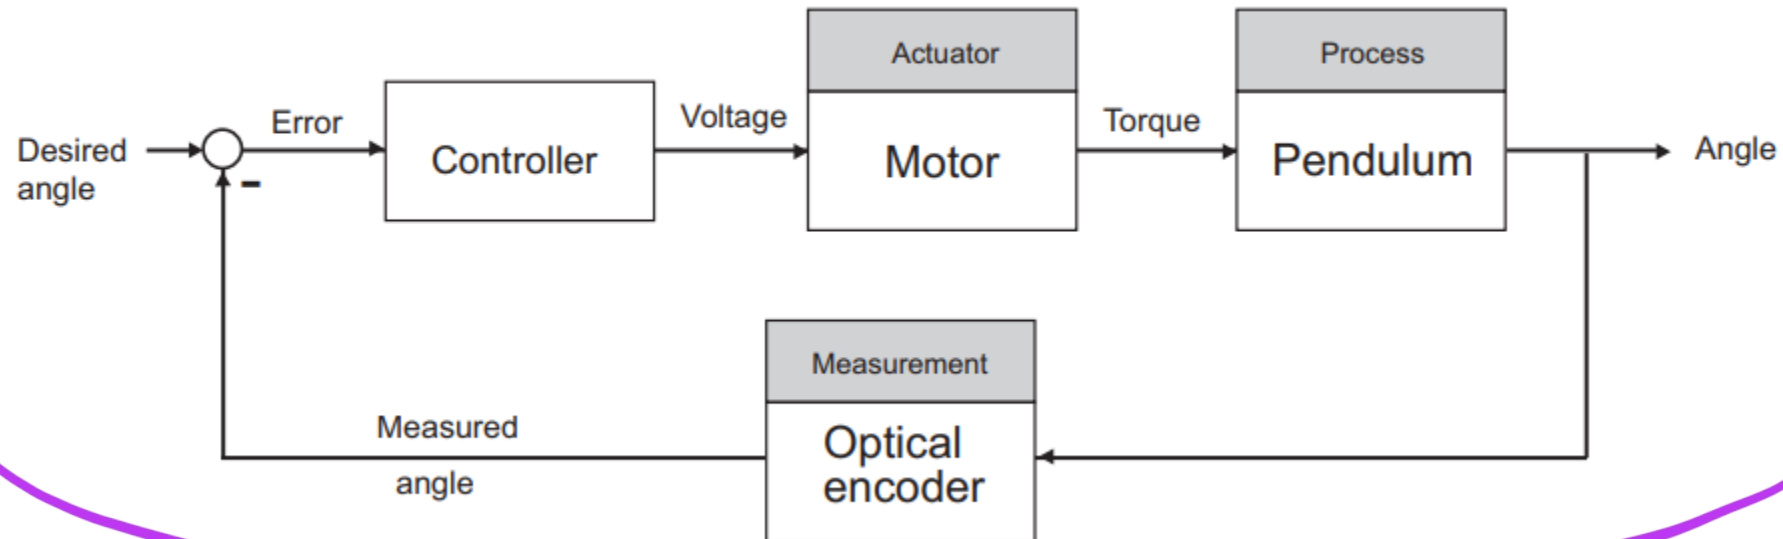 Actuator
Process
Desired
angle
Error
Controller
Voltage
Motor
Torque
Pendulum
Angle
-
Measurement
Measured
angle
Optical
encoder